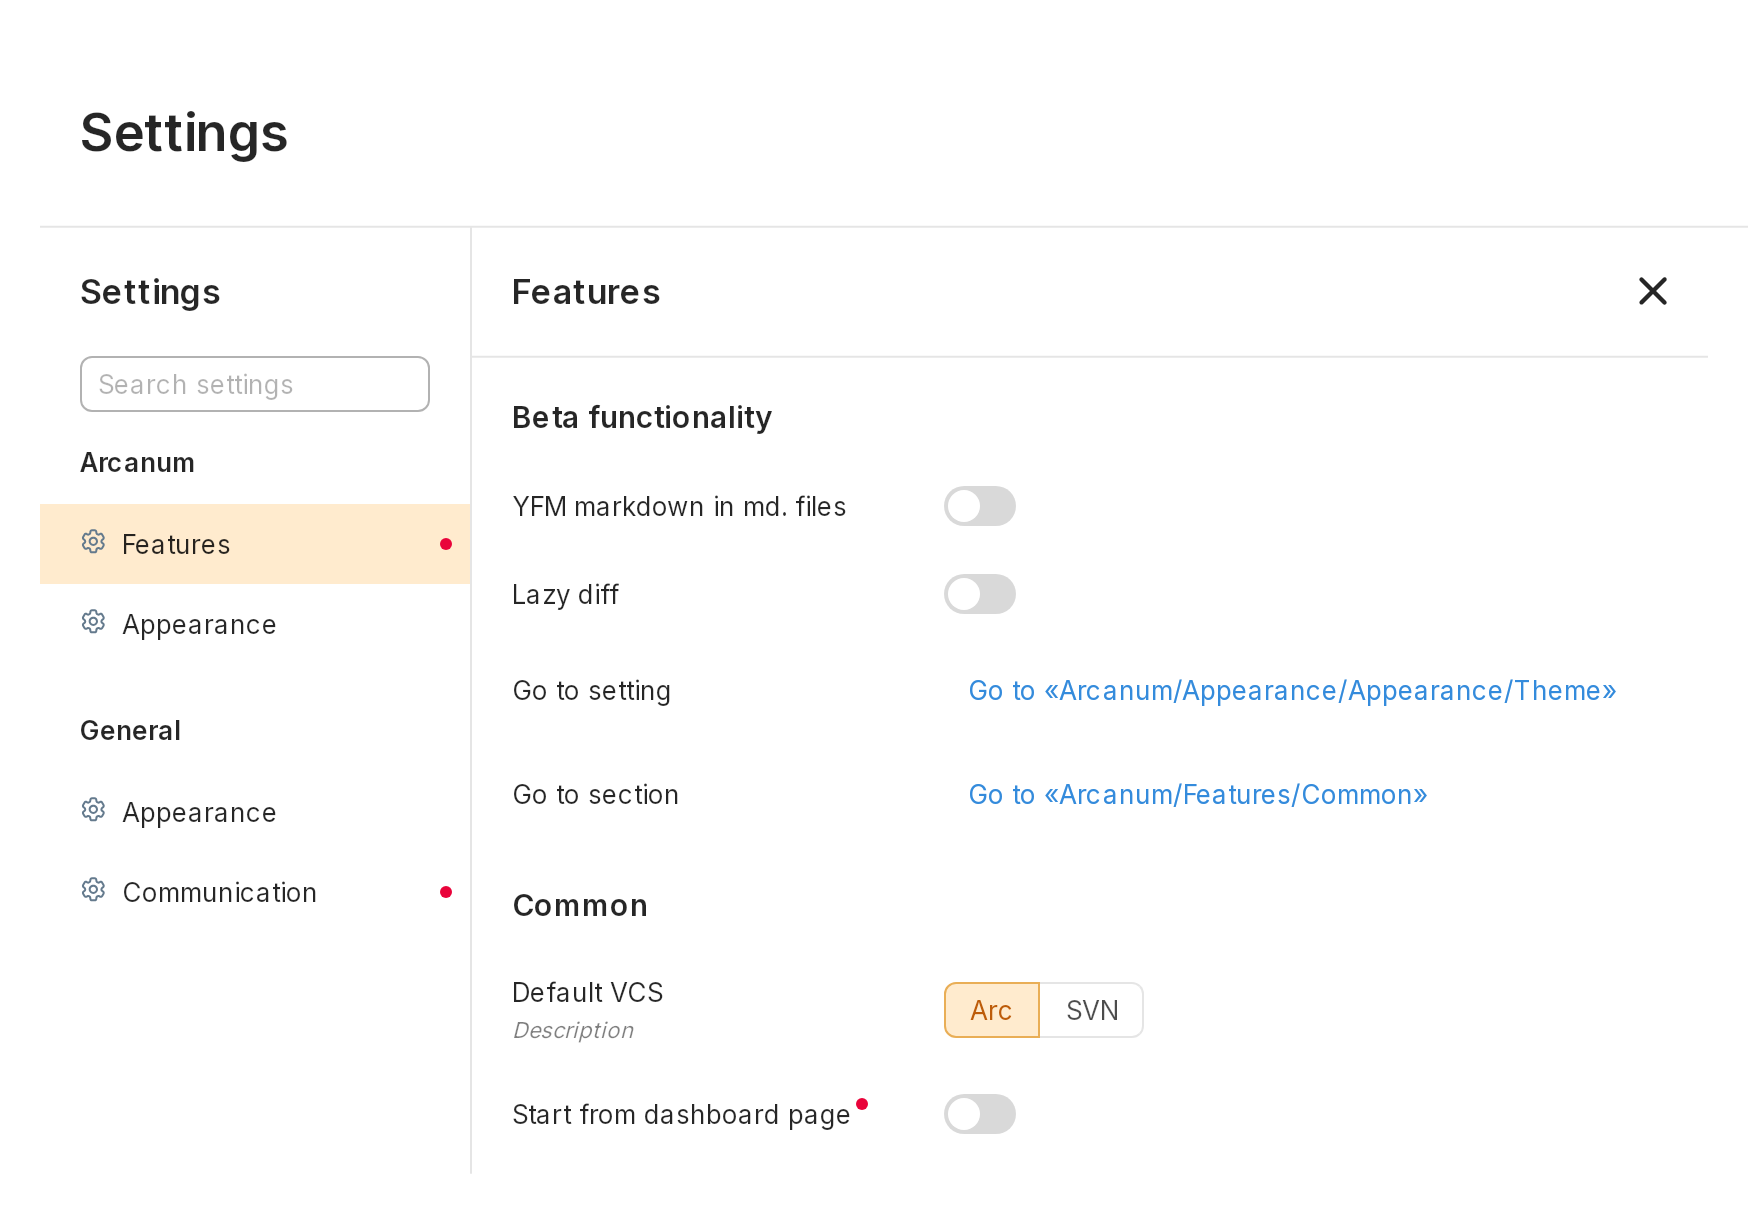 Settings
Settings
Search settings
Arcanum
Features
Appearance
General
Appearance
Communication
Features
Beta functionality
YFM markdown in md. files
Lazy diff
Go to setting
Go to «Arcanum/Appearance/Appearance/Theme»
Go to section
Go to «Arcanum/Features/Common»
Common
Default VCS
Description
Arc
SVN
Start from dashboard page